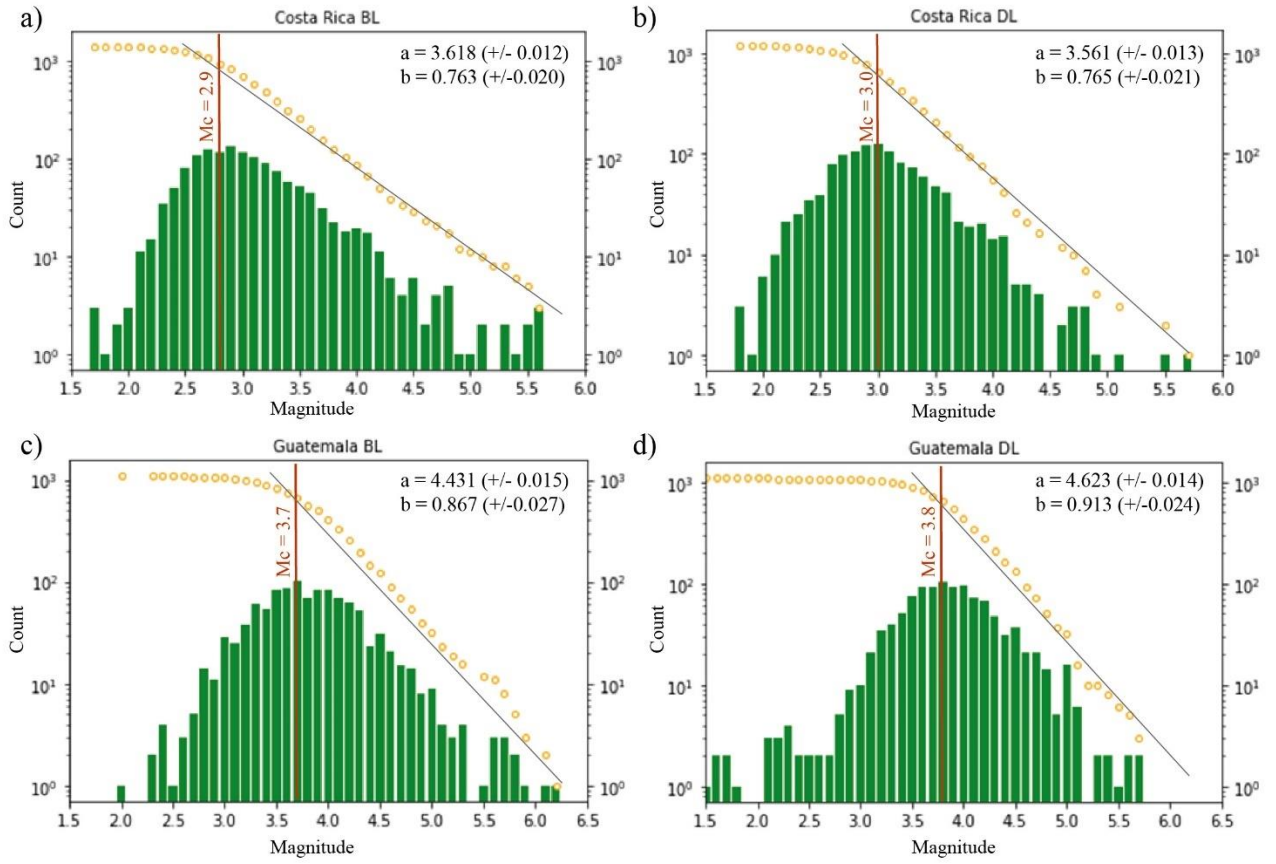 a)
Costa Rica BL
a = 3.618 (+/- 0.012)
b = 0.763 (+/-0.020)
Mc = 2.9
Count
10³
10²
10¹
10⁰
10³
10²
10¹
10⁰
1.5 2.0 2.5 3.0 3.5 4.0 4.5 5.0 5.5 6.0
Magnitude
b)
Costa Rica DL
a = 3.561 (+/- 0.013)
b = 0.765 (+/-0.021)
Mc = 3.0
Count
10³
10²
10¹
10⁰
10³
10²
10¹
10⁰
1.5 2.0 2.5 3.0 3.5 4.0 4.5 5.0 5.5 6.0
Magnitude
c)
Guatemala BL
a = 4.431 (+/- 0.015)
b = 0.867 (+/-0.027)
Mc = 3.7
Count
10³
10²
10¹
10⁰
10³
10²
10¹
10⁰
1.5 2.0 2.5 3.0 3.5 4.0 4.5 5.0 5.5 6.0 6.5
Magnitude
d)
Guatemala DL
a = 4.623 (+/- 0.014)
b = 0.913 (+/-0.024)
Mc = 3.8
Count
10³
10²
10¹
10⁰
10³
10²
10¹
10⁰
1.5 2.0 2.5 3.0 3.5 4.0 4.5 5.0 5.5 6.0 6.5
Magnitude